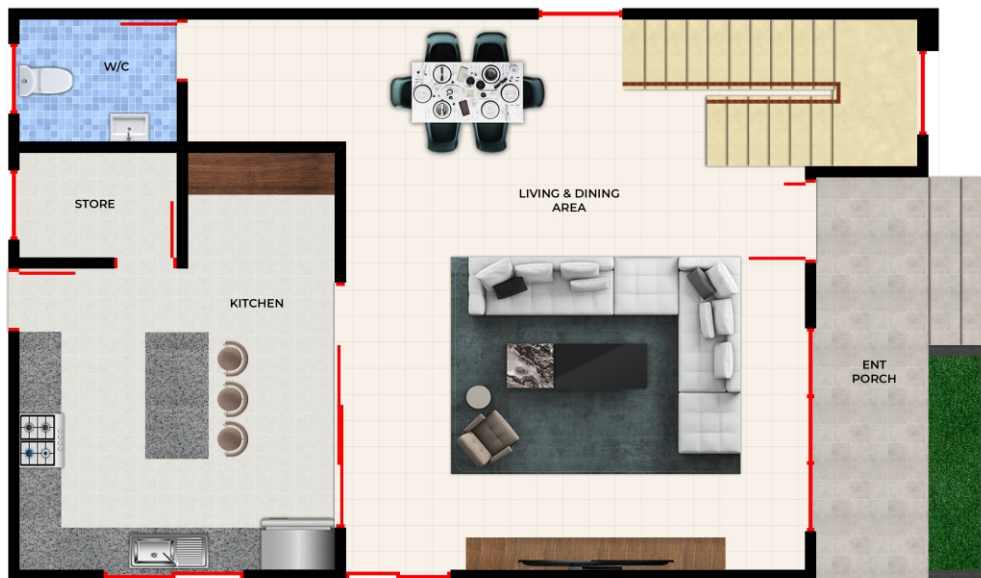 W/C
STORE
LIVING & DINING
AREA
KITCHEN
ENT
PORCH